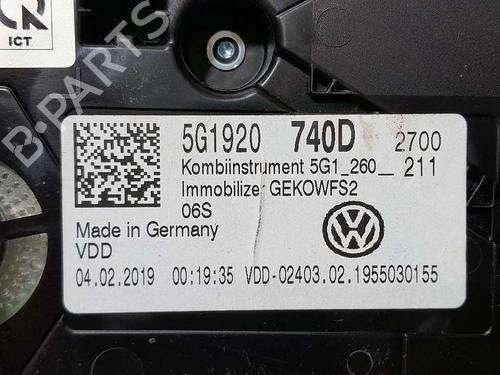 ICT
B-PARTS
5G1920 740D 2700
Kombiinstrument 5G1_260__ 211
Immobilizer GEKOWFS2
06S
Made in Germany
VDD
04.02.2019 00:19:35 VDD-02403.02.1955030155